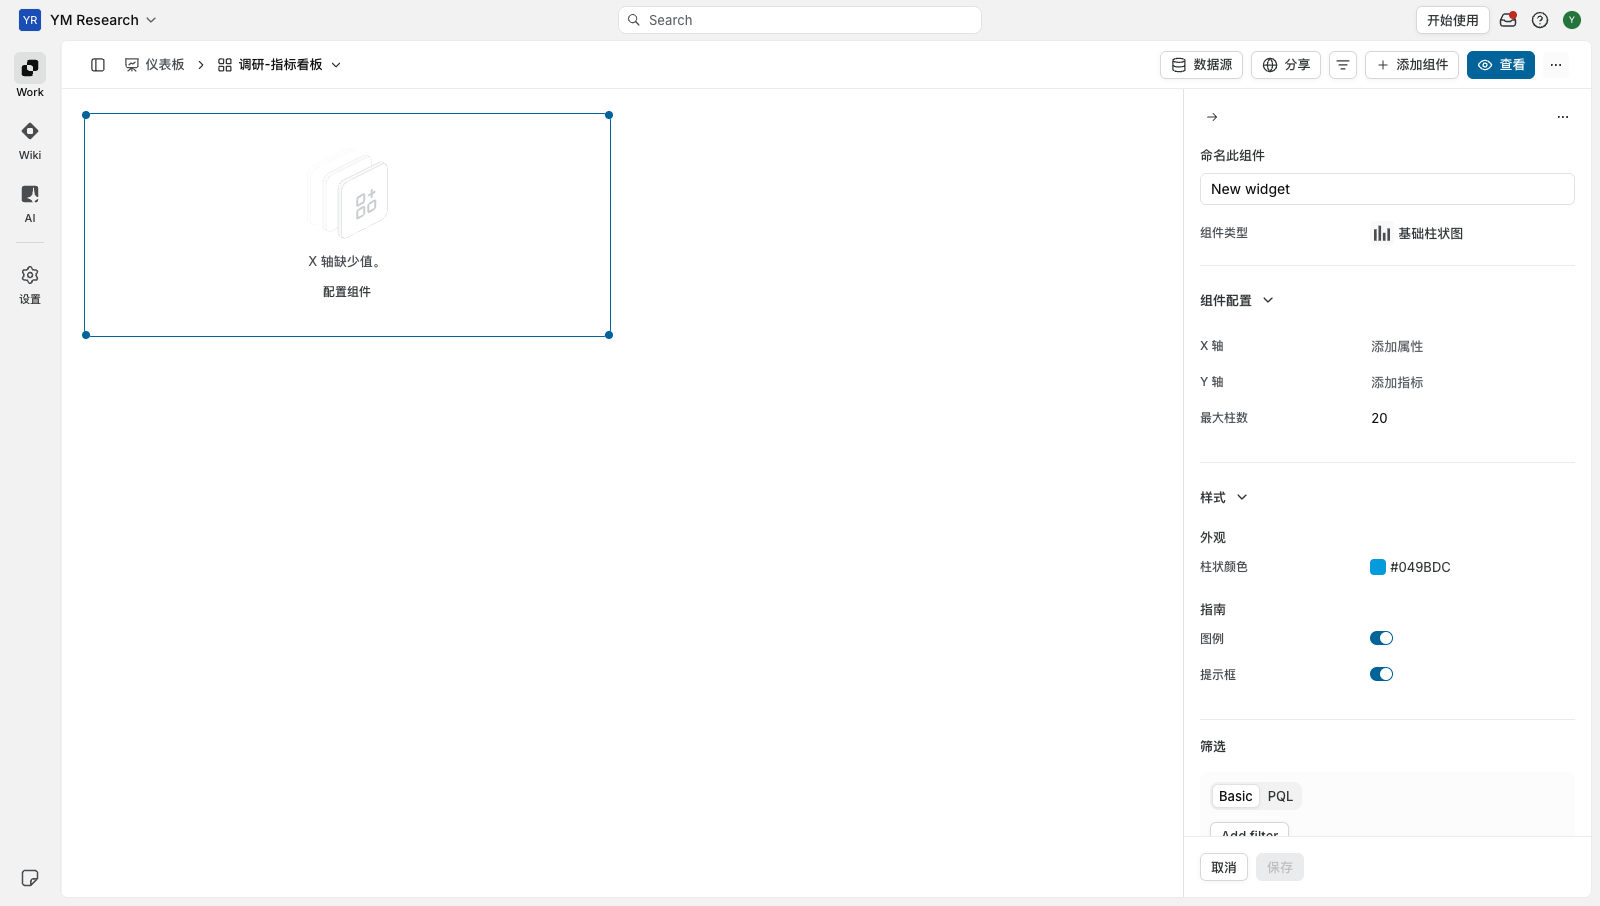 YR YM Research
Search
开始使用
Y
Work
Wiki
AI
设置
仪表板
调研-指标看板
数据源
分享
添加组件
查看
X 轴缺少值。
配置组件
命名此组件
New widget
组件类型 基础柱状图
组件配置
X 轴 添加属性
Y 轴 添加指标
最大柱数 20
样式
外观
柱状颜色 #049BDC
指南
图例
提示框
筛选
Basic PQL
Add filter
取消 保存